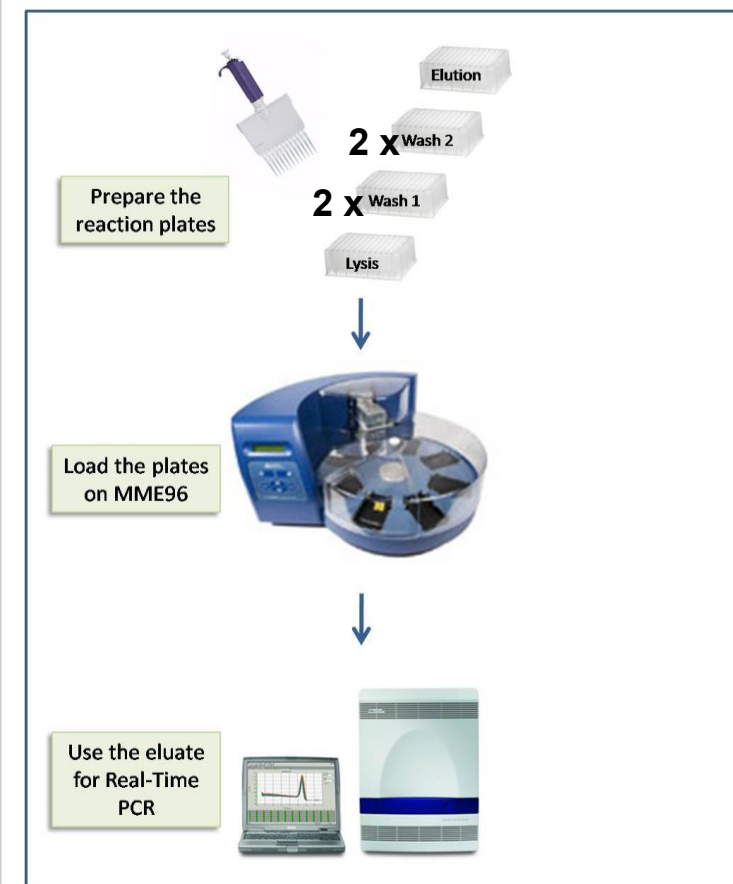 Elution
2 x Wash 2
Prepare the
reaction plates
2 x Wash 1
Lysis
Load the plates
on MME96
Use the eluate
for Real-Time
PCR